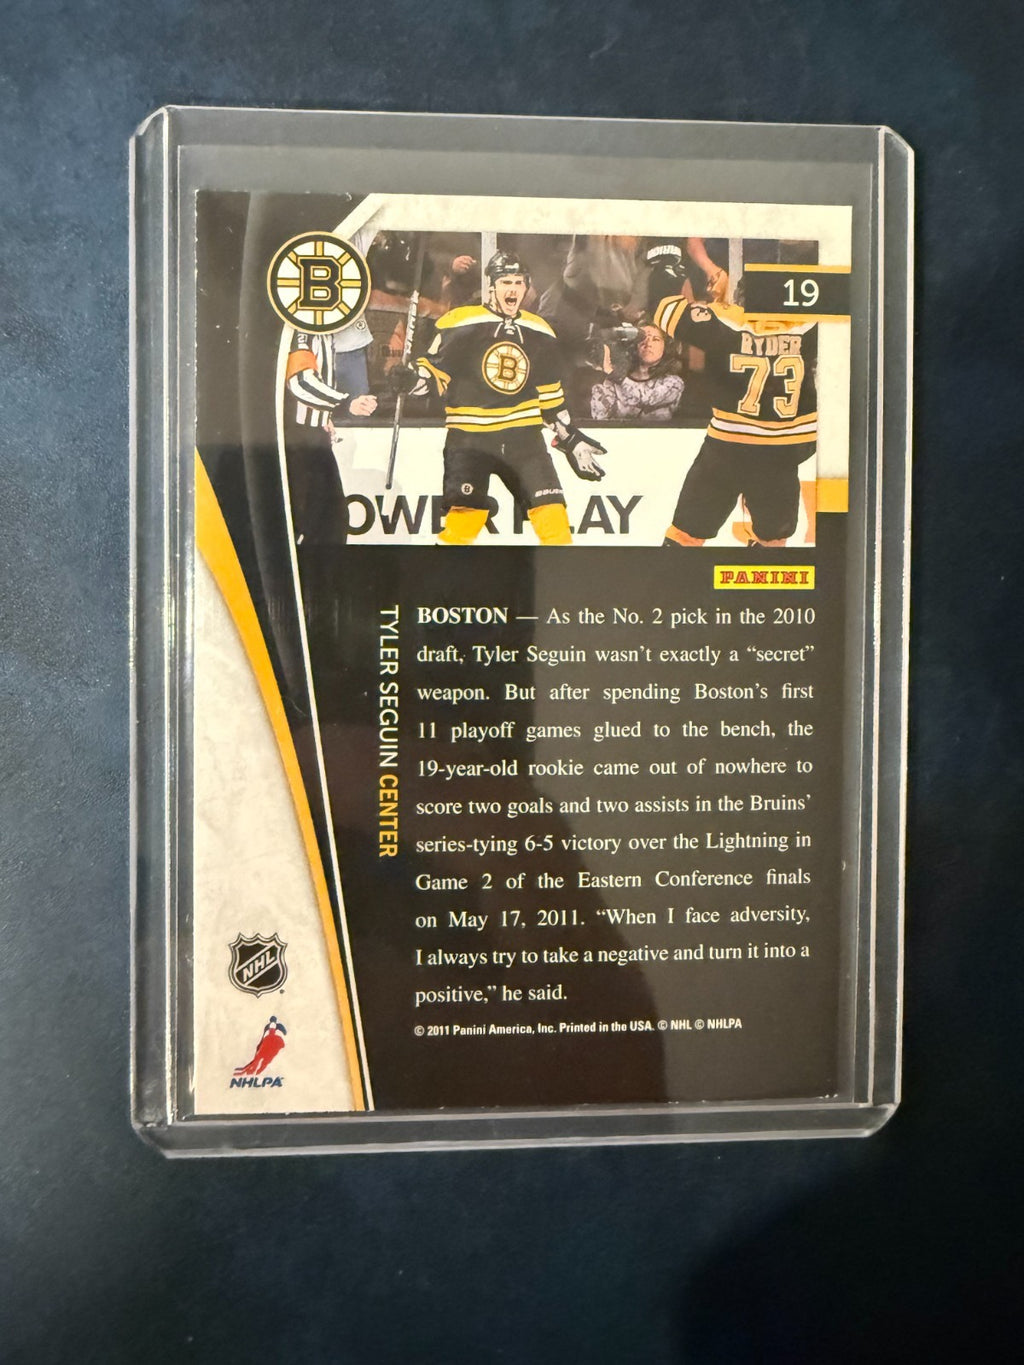 B
19
B
RYDER
73
OWER PLAY
PANINI
TYLER SEGUIN CENTER
BOSTON — As the No. 2 pick in the 2010
draft, Tyler Seguin wasn't exactly a “secret”
weapon. But after spending Boston's first
11 playoff games glued to the bench, the
19-year-old rookie came out of nowhere to
score two goals and two assists in the Bruins'
series-tying 6-5 victory over the Lightning in
Game 2 of the Eastern Conference finals
on May 17, 2011. “When I face adversity,
I always try to take a negative and turn it into a
positive,” he said.
© 2011 Panini America, Inc. Printed in the USA. © NHL © NHLPA
NHL
NHLPA